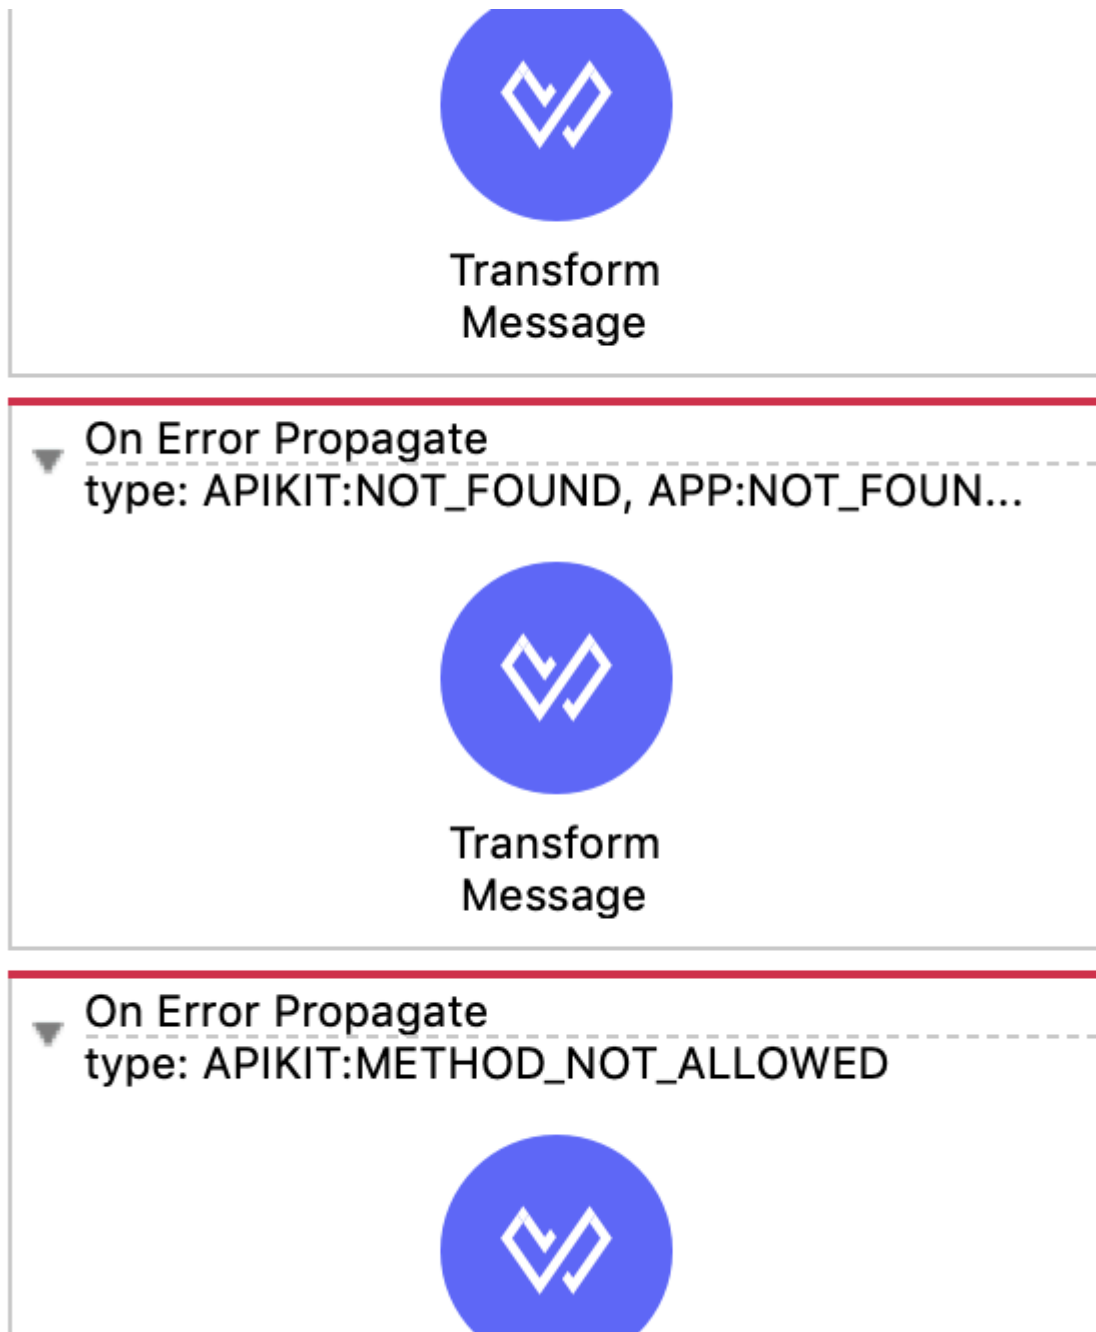 Transform
Message
On Error Propagate
type: APIKIT:NOT_FOUND, APP:NOT_FOUN...
Transform
Message
On Error Propagate
type: APIKIT:METHOD_NOT_ALLOWED